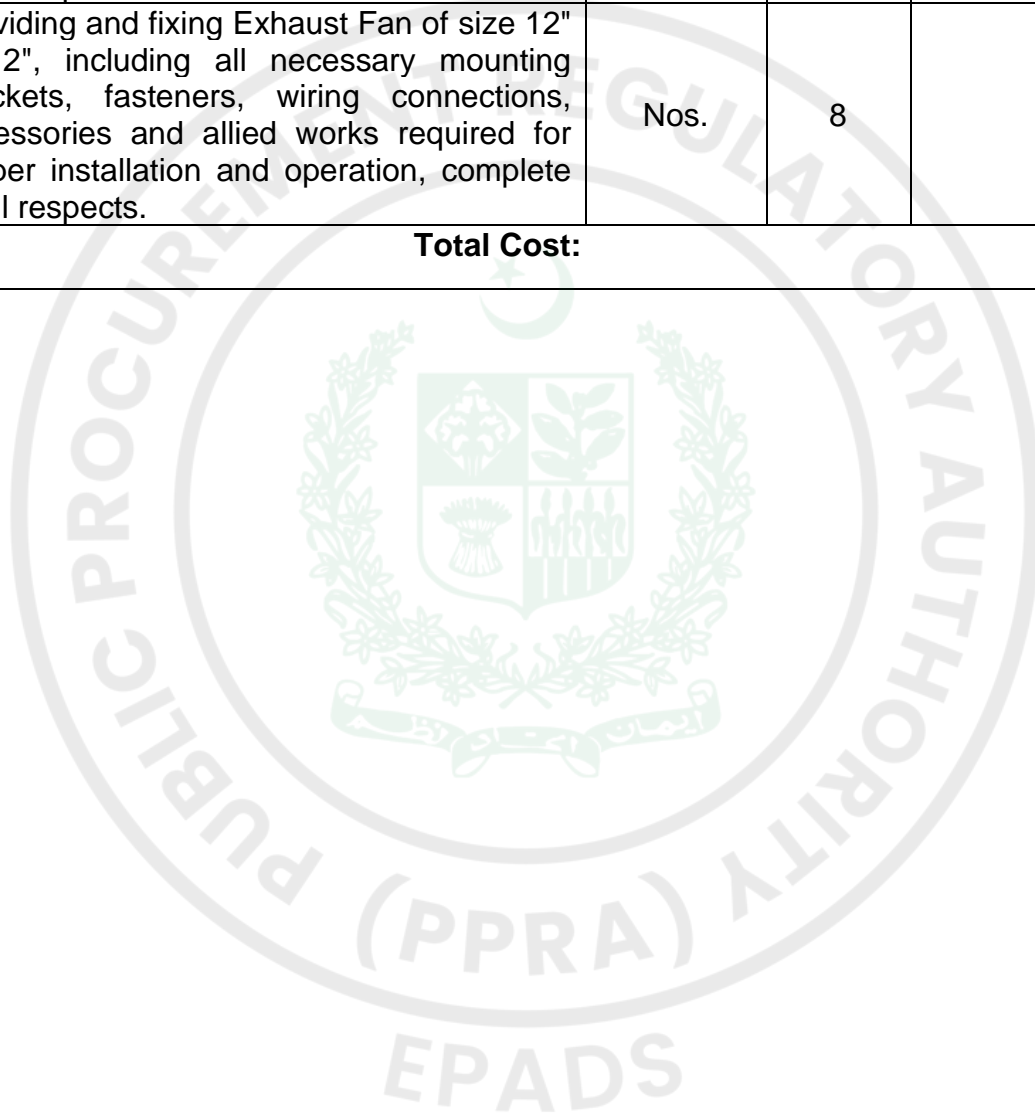 viding and fixing Exhaust Fan of size 12"
2", including all necessary mounting
ckets, fasteners, wiring connections,
essories and allied works required for
per installation and operation, complete
l respects.
Nos.
8
Total Cost:
PUBLIC PROCUREMENT REGULATORY AUTHORITY
(PPRA)
EPADS